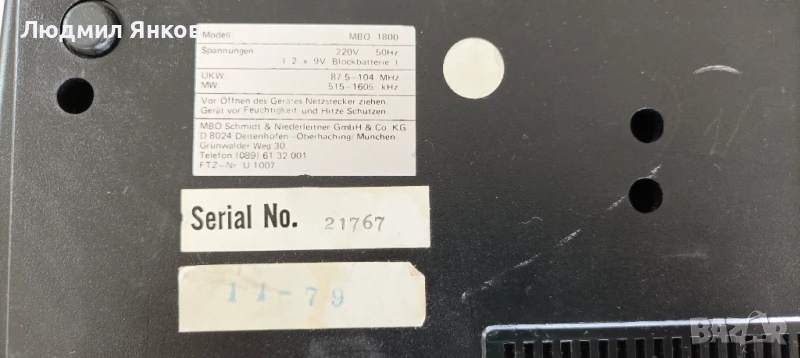 Людмил Янков
Modell: MBO 1800
Spannungen 220V 50Hz
( 2 x 9V Blockbatterie )
UKW 87.5-104 MHz
MW 515-1605 kHz
Vor Öffnen des Gerätes Netzstecker ziehen.
Gerät vor Feuchtigkeit und Hitze Schützen
MBO Schmidt & Niederleitner GmbH & Co. KG
D 8024 Deisenhofen-Oberhaching/München
Grünwalder Weg 30
Telefon (089) 61 32 001
FTZ-Nr. U 1007
Serial No. 21767
11-79
BAZAR